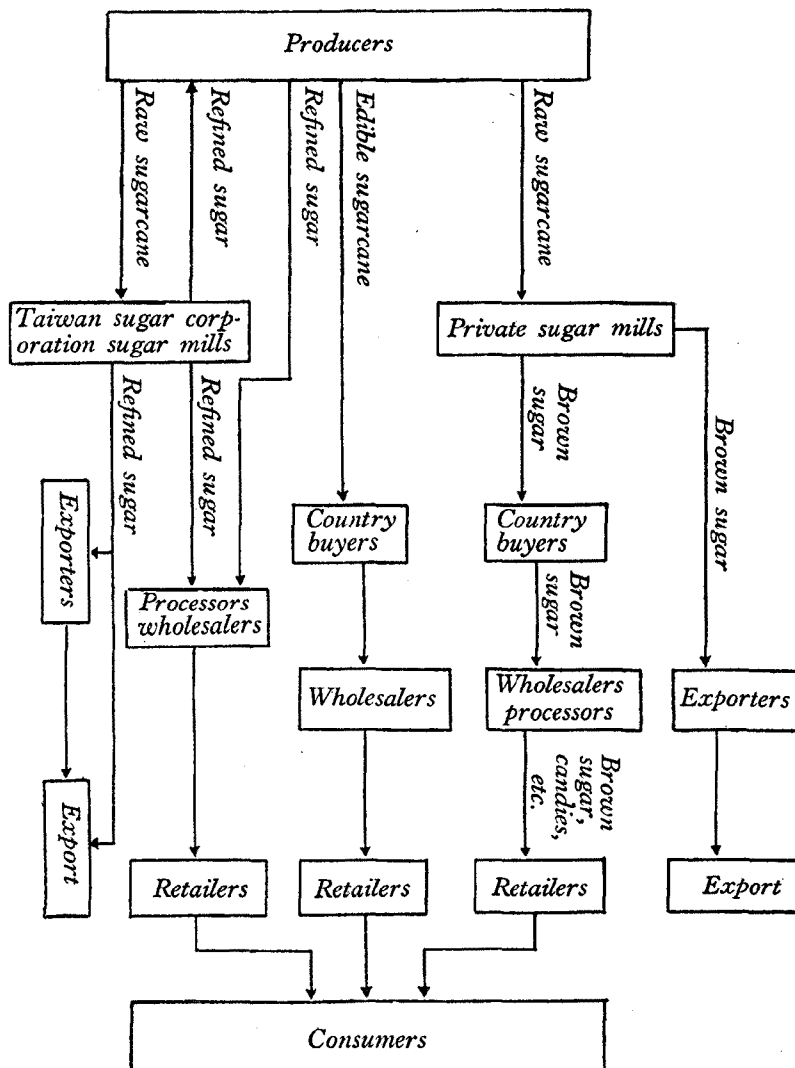 Producers
Raw sugarcane
Refined sugar
Refined sugar
Edible sugarcane
Raw sugarcane
Taiwan sugar corp-
oration sugar mills
Private sugar mills
Refined sugar
Refined sugar
Brown
sugar
Brown sugar
Exporters
Country
buyers
Country
buyers
Processors
wholesalers
Brown
sugar
Wholesalers
Wholesalers
processors
Exporters
Export
Brown
sugar,
candies,
etc.
Retailers
Retailers
Retailers
Export
Consumers